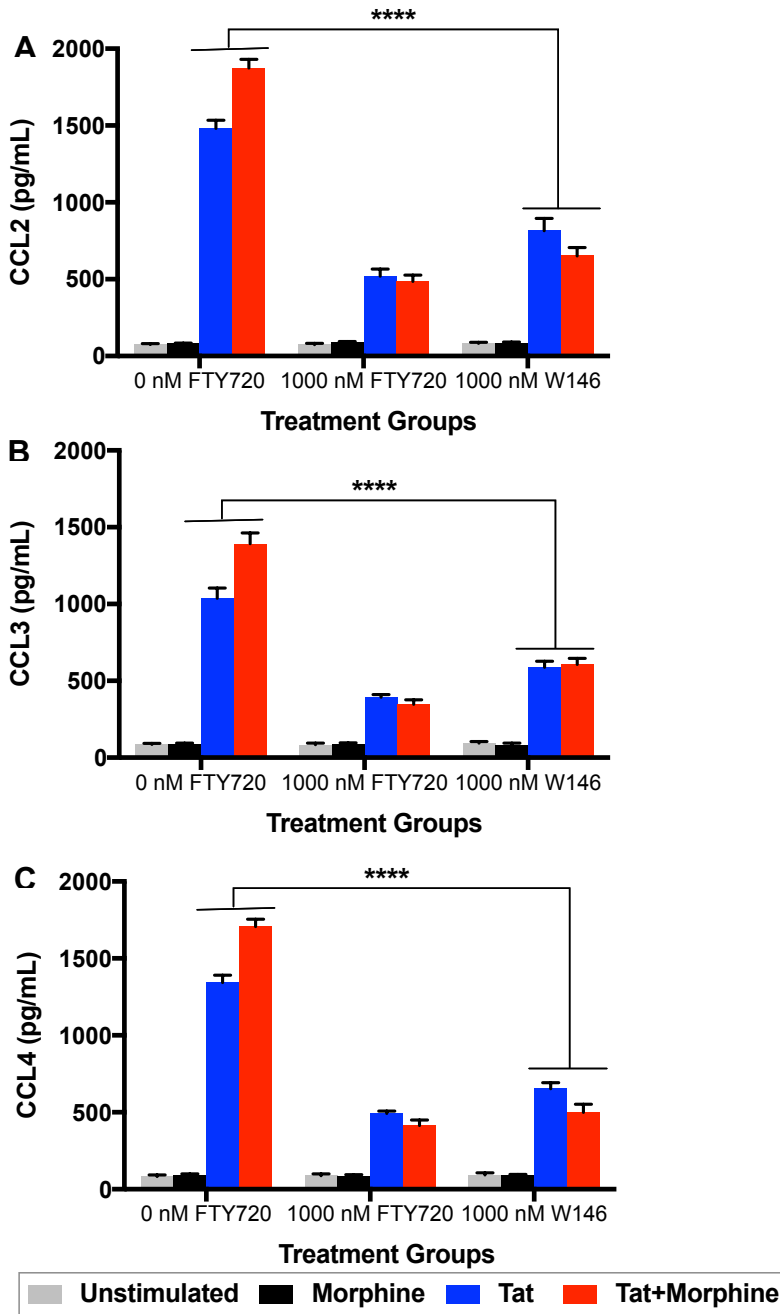 A
****
CCL2 (pg/mL)
2000
1500
1000
500
0
0 nM FTY720 1000 nM FTY720 1000 nM W146
Treatment Groups
B
****
CCL3 (pg/mL)
2000
1500
1000
500
0
0 nM FTY720 1000 nM FTY720 1000 nM W146
Treatment Groups
C
****
CCL4 (pg/mL)
2000
1500
1000
500
0
0 nM FTY720 1000 nM FTY720 1000 nM W146
Treatment Groups
Unstimulated Morphine Tat Tat+Morphine